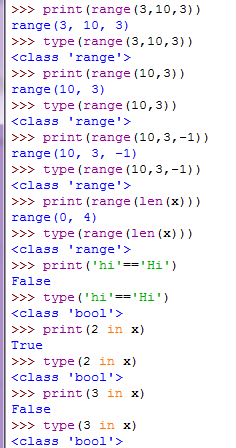 >>> print(range(3,10,3))
range(3, 10, 3)
>>> type(range(3,10,3))
<class 'range'>
>>> print(range(10,3))
range(10, 3)
>>> type(range(10,3))
<class 'range'>
>>> print(range(10,3,-1))
range(10, 3, -1)
>>> type(range(10,3,-1))
<class 'range'>
>>> print(range(len(x)))
range(0, 4)
>>> type(range(len(x)))
<class 'range'>
>>> print('hi'=='Hi')
False
>>> type('hi'=='Hi')
<class 'bool'>
>>> print(2 in x)
True
>>> type(2 in x)
<class 'bool'>
>>> print(3 in x)
False
>>> type(3 in x)
<class 'bool'>